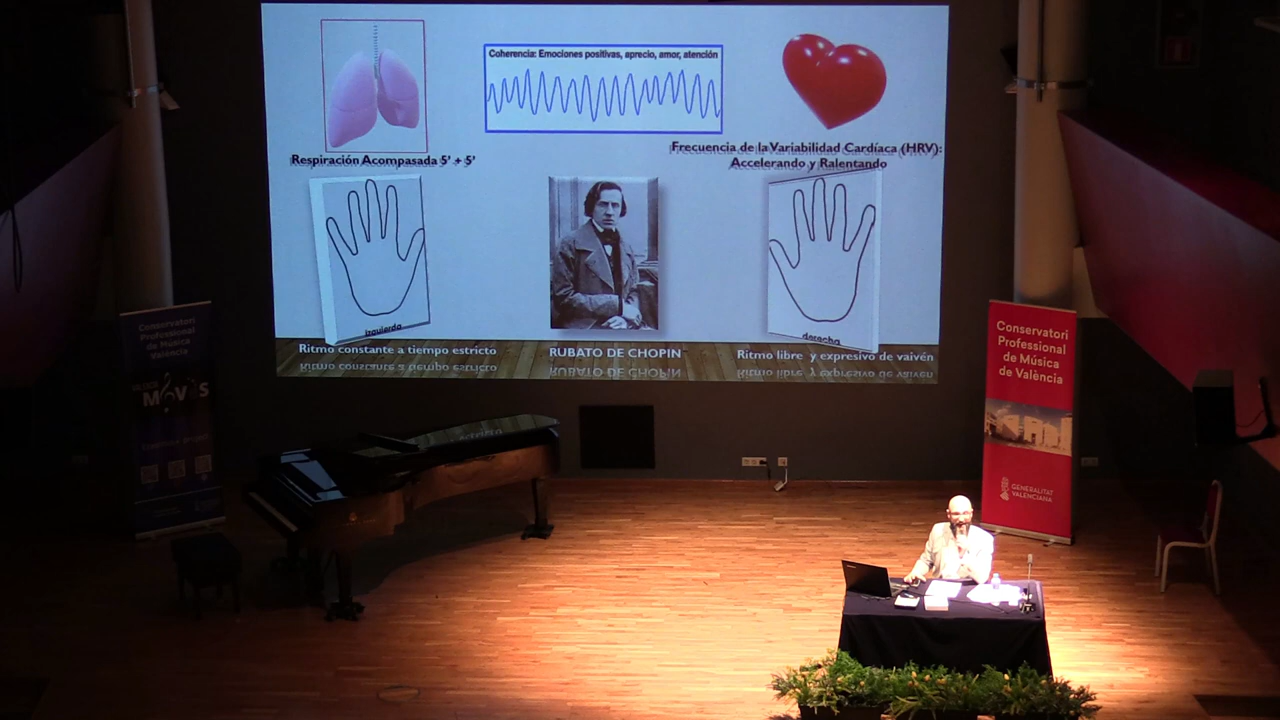 Coherencia: Emociones positivas, aprecio, amor, atención
Respiración Acompasada 5' + 5'
Frecuencia de la Variabilidad Cardíaca (HRV):
Accelerando y Ralentando
izquierda
derecha
Ritmo constante a tiempo estricto
RUBATO DE CHOPIN
Ritmo libre y expresivo de vaivén
Conservatori
Professional
de Música
València
Conservatori
Professional
de Música
de València
GENERALITAT
VALENCIANA